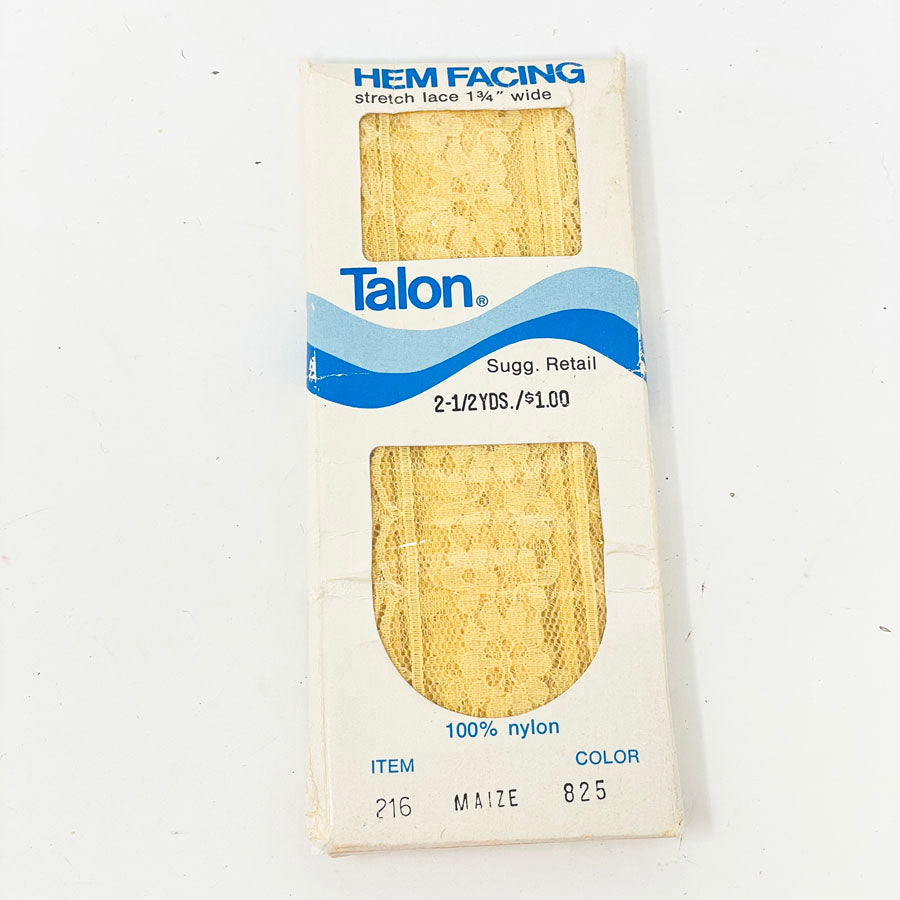 HEM FACING
stretch lace 1¾" wide
Talon®
Sugg. Retail
2-1/2YDS./$1.00
100% nylon
ITEM COLOR
216 MAIZE 825